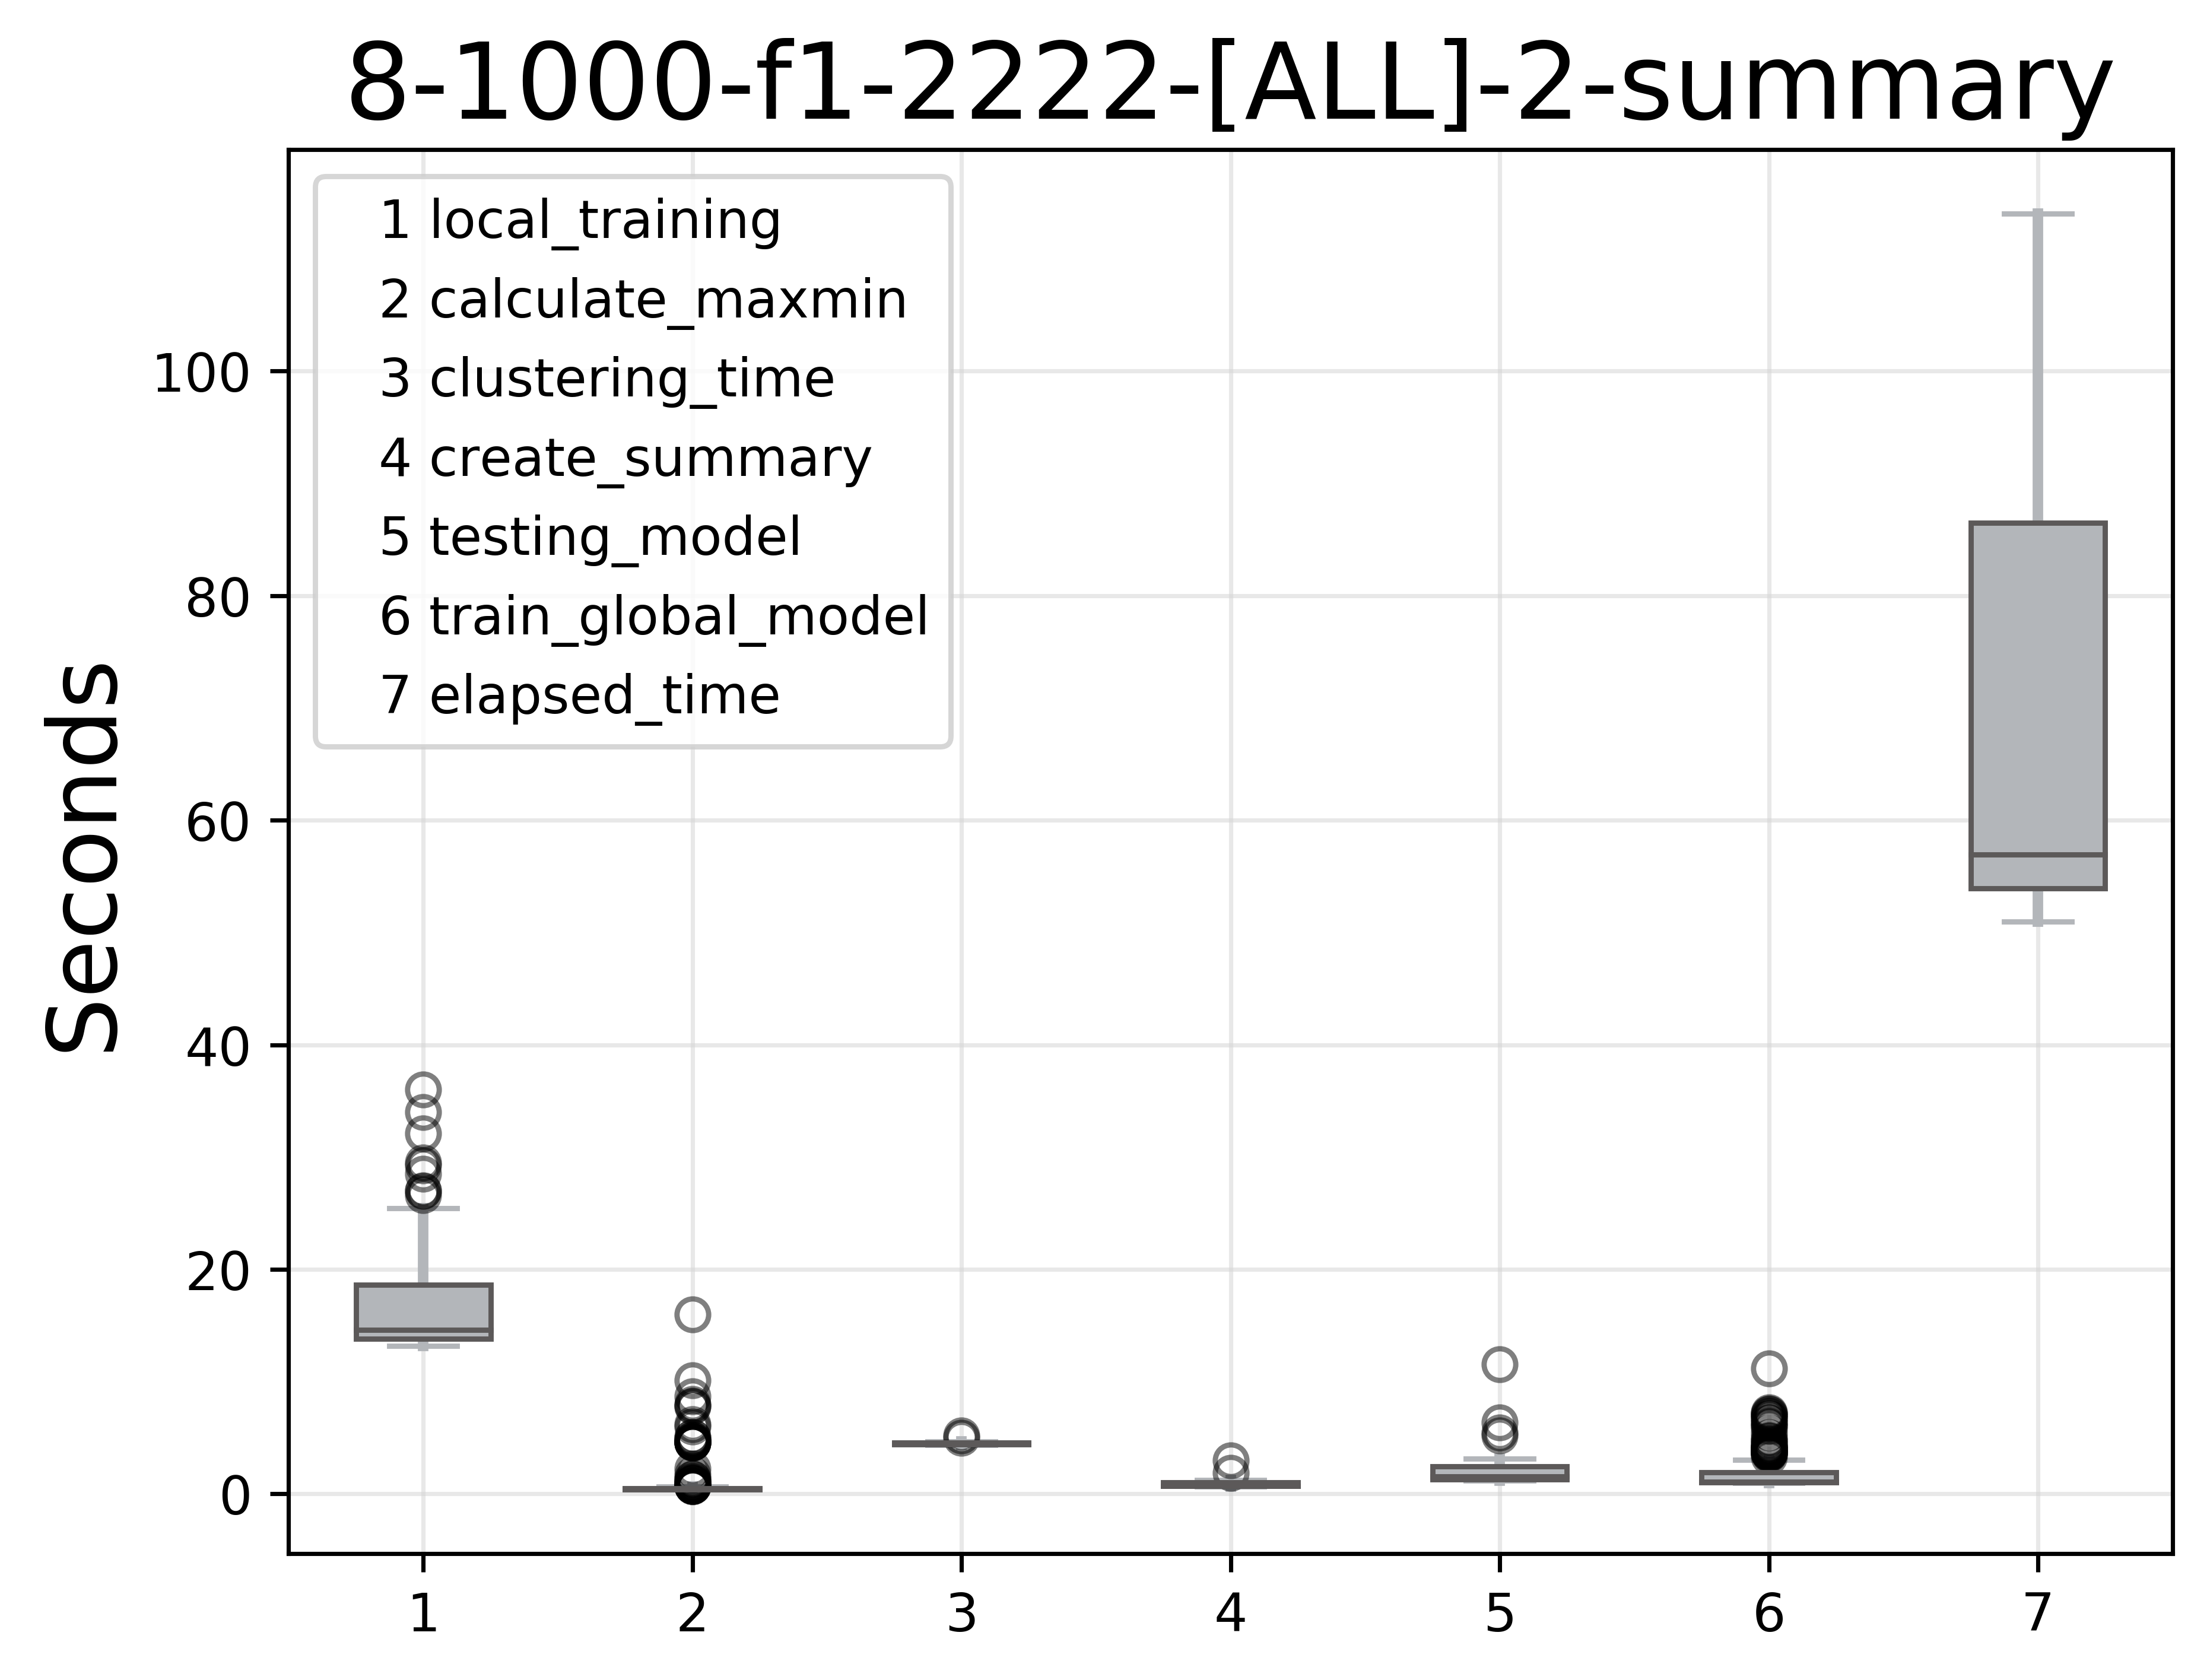 8-1000-f1-2222-[ALL]-2-summary
1 local_training
2 calculate_maxmin
3 clustering_time
4 create_summary
5 testing_model
6 train_global_model
7 elapsed_time
Seconds
100
80
60
40
20
0
1 2 3 4 5 6 7